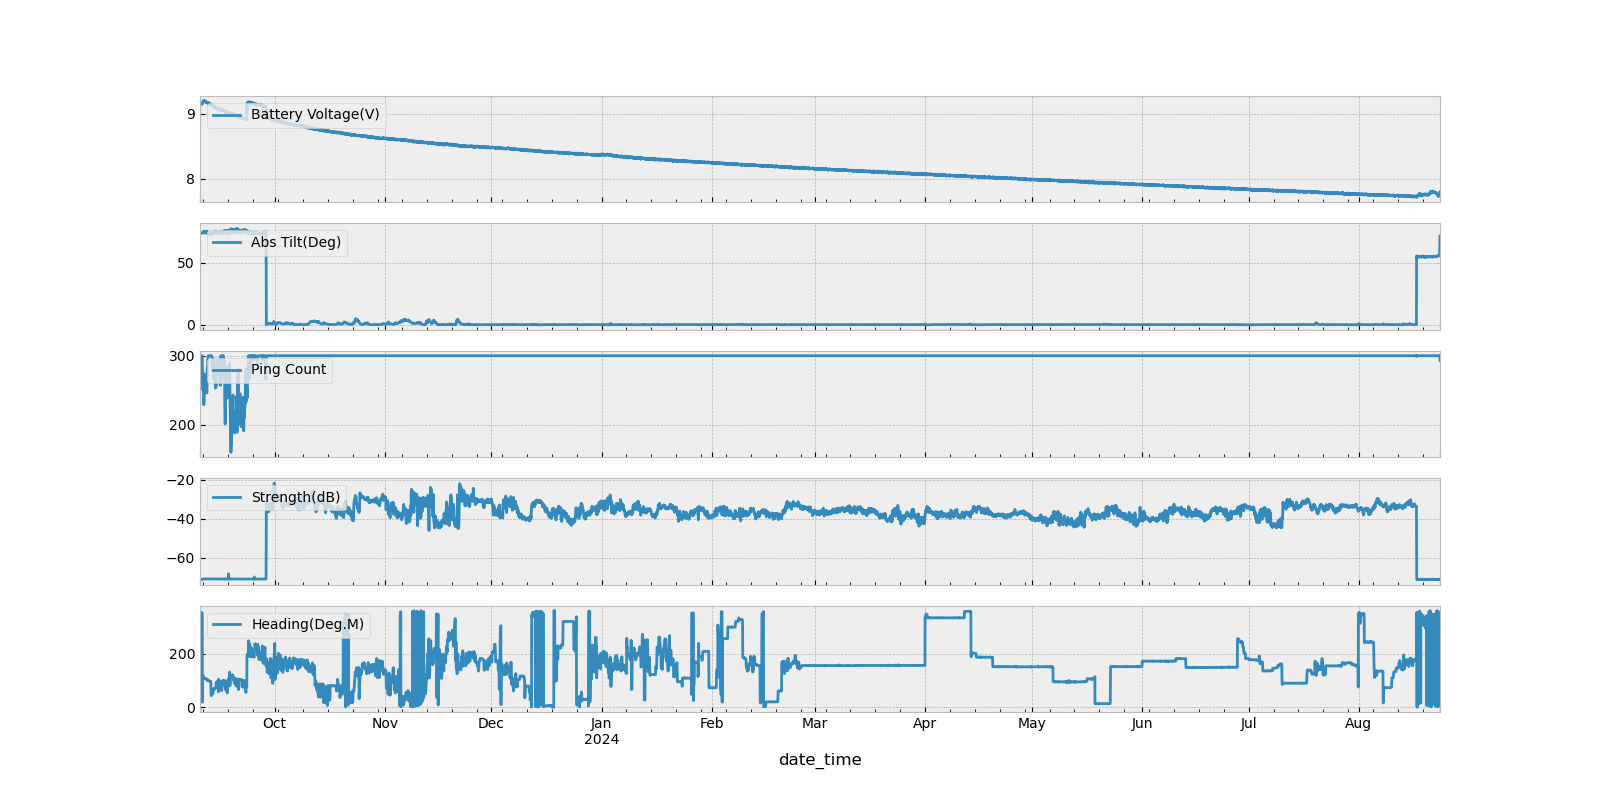 Battery Voltage(V)
9
8
Abs Tilt(Deg)
50
0
Ping Count
300
200
Strength(dB)
−20
−40
−60
Heading(Deg.M)
200
0
Oct Nov Dec Jan Feb Mar Apr May Jun Jul Aug
2024
date_time